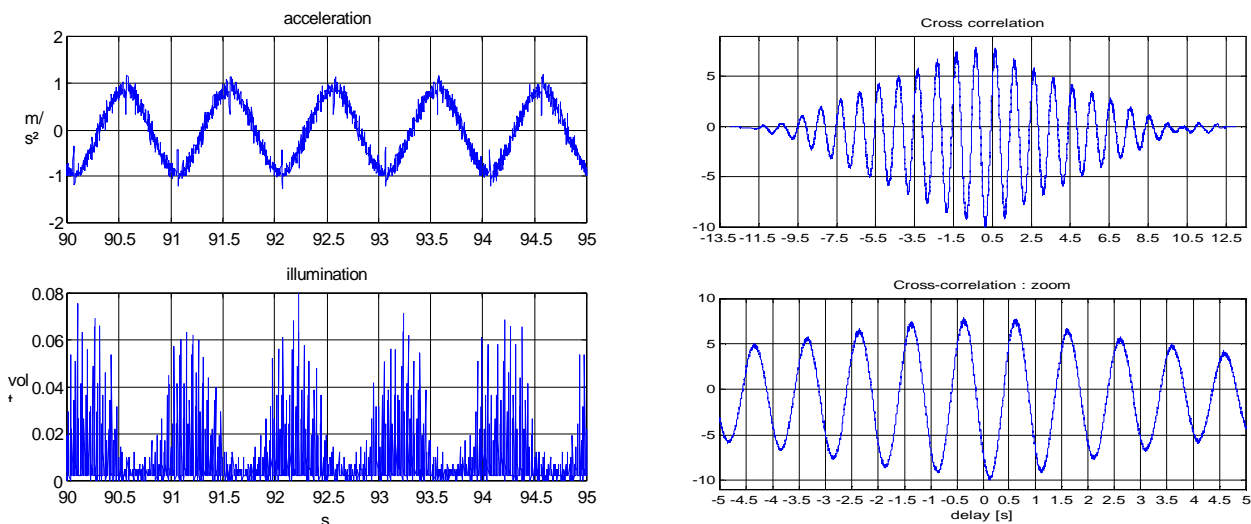 acceleration
2
1
m/
s²
0
-1
-2
90 90.5 91 91.5 92 92.5 93 93.5 94 94.5 95
illumination
0.08
0.06
vol
t
0.04
0.02
0
90 90.5 91 91.5 92 92.5 93 93.5 94 94.5 95
s
Cross correlation
5
0
-5
-10
-13.5 -11.5 -9.5 -7.5 -5.5 -3.5 -1.5 0.5 2.5 4.5 6.5 8.5 10.5 12.5
Cross-correlation : zoom
10
5
0
-5
-10
-5 -4.5 -4 -3.5 -3 -2.5 -2 -1.5 -1 -0.5 0 0.5 1 1.5 2 2.5 3 3.5 4 4.5 5
delay [s]